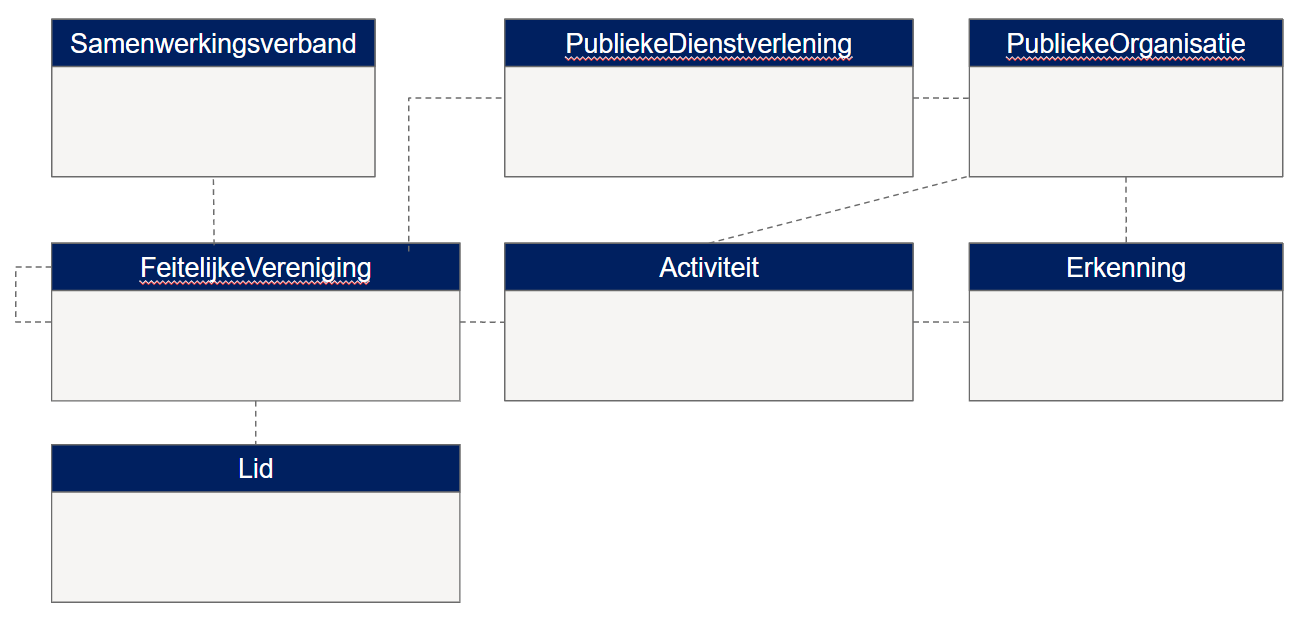 Samenwerkingsverband
PubliekeDienstverlening
PubliekeOrganisatie
FeitelijkeVereniging
Activiteit
Erkenning
Lid